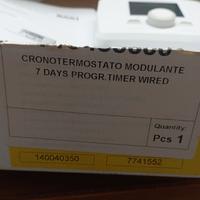 CRONOTERMOSTATO MODULANTE
7 DAYS PROGR.TIMER WIRED
Quantity:
Pcs 1
140040350
7741552